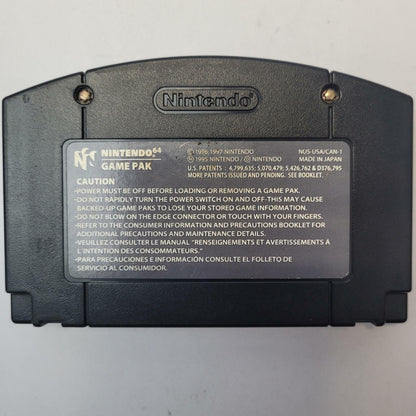 Nintendo
NINTENDO64
GAME PAK
©1996,1997 NINTENDO
Ⓜ 1995 NINTENDO / Ⓝ NINTENDO
U.S. PATENTS : 4,799,635; 5,070,479; 5,426,762 & D376,795
MORE PATENTS ISSUED AND PENDING. SEE BOOKLET.
NUS-USA/CAN-1
MADE IN JAPAN
CAUTION
•POWER MUST BE OFF BEFORE LOADING OR REMOVING A GAME PAK.
•DO NOT RAPIDLY TURN THE POWER SWITCH ON AND OFF-THIS MAY CAUSE
BACKED-UP GAME PAKS TO LOSE YOUR STORED GAME INFORMATION.
•DO NOT BLOW ON THE EDGE CONNECTOR OR TOUCH WITH YOUR FINGERS.
•REFER TO THE CONSUMER INFORMATION AND PRECAUTIONS BOOKLET FOR
ADDITIONAL PRECAUTIONS AND MAINTENANCE DETAILS.
•VEUILLEZ CONSULTER LE MANUAL "RENSEIGNEMENTS ET AVERTISSEMENTS À
L'INTENTION DES CONSOMMATEURS."
•PARA PRECAUCIONES E INFORMACIÓN CONSULTE EL FOLLETO DE
SERVICIO AL CONSUMIDOR.